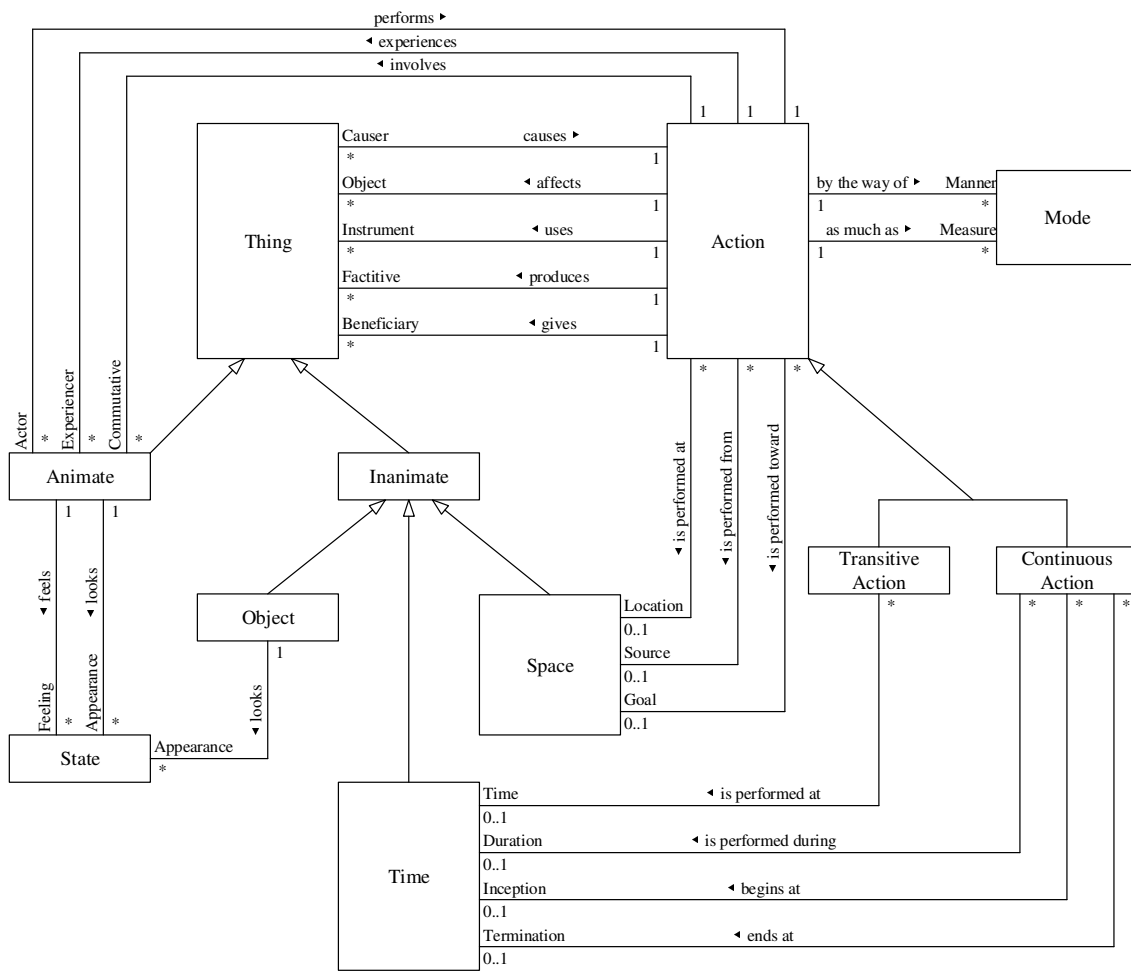 performs ►
◄ experiences
◄ involves
1 1 1
Causer causes ►
* 1
Object ◄ affects
* 1
Instrument ◄ uses
* 1
Factitive ◄ produces
* 1
Beneficiary ◄ gives
* 1
Thing
Action
by the way of ► Manner
1 *
as much as ► Measure
1 *
Mode
Actor
*
Experiencer
*
Commutative
*
* * *
◄ is performed at
◄ is performed from
◄ is performed toward
Animate
Inanimate
1 1
◄ feels
◄ looks
Feeling
*
Appearance
*
State
Object
1
◄ looks
Appearance
*
Space
Location
0..1
Source
0..1
Goal
0..1
Transitive
Action
*
Continuous
Action
* * *
Time
Time ◄ is performed at
0..1
Duration ◄ is performed during
0..1
Inception ◄ begins at
0..1
Termination ◄ ends at
0..1